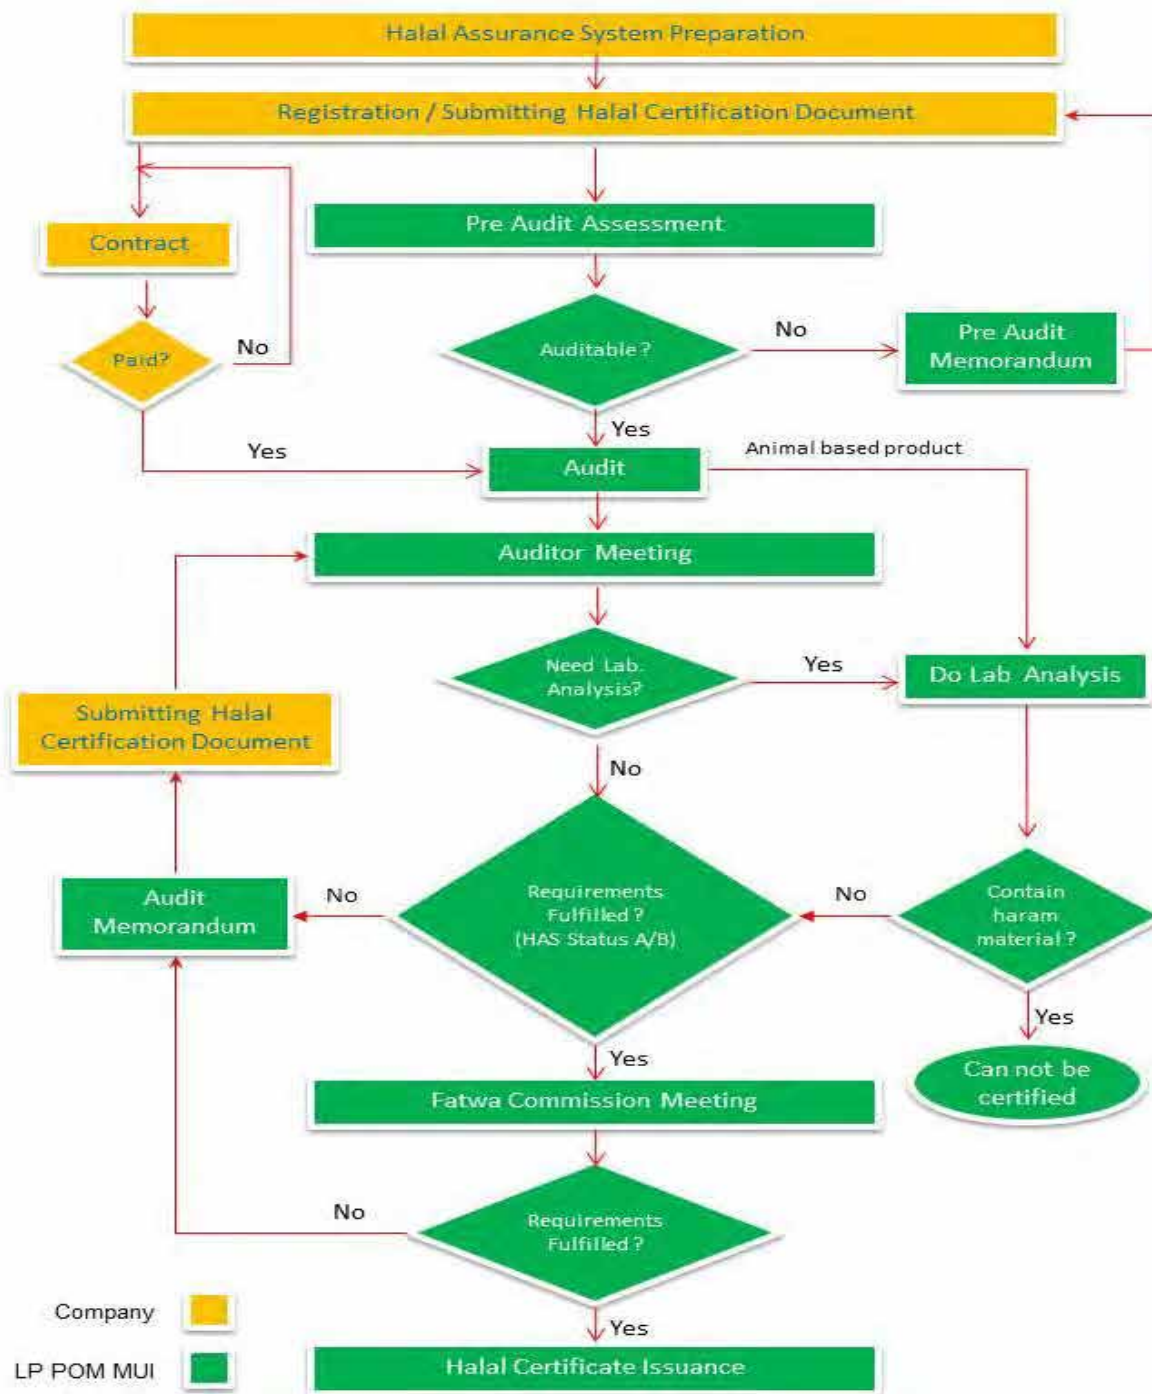 Halal Assurance System Preparation
Registration / Submitting Halal Certification Document
Contract
Pre Audit Assessment
Paid?
No
Auditable ?
No
Pre Audit
Memorandum
Yes
Yes
Audit
Animal based product
Auditor Meeting
Need Lab.
Analysis?
Yes
Do Lab Analysis
Submitting Halal
Certification Document
No
Audit
Memorandum
No
Requirements
Fulfilled ?
(HAS Status A/B)
No
Contain
haram
material ?
Yes
Yes
Can not be
certified
Fatwa Commission Meeting
No
Requirements
Fulfilled ?
Yes
Company
LP POM MUI
Halal Certificate Issuance